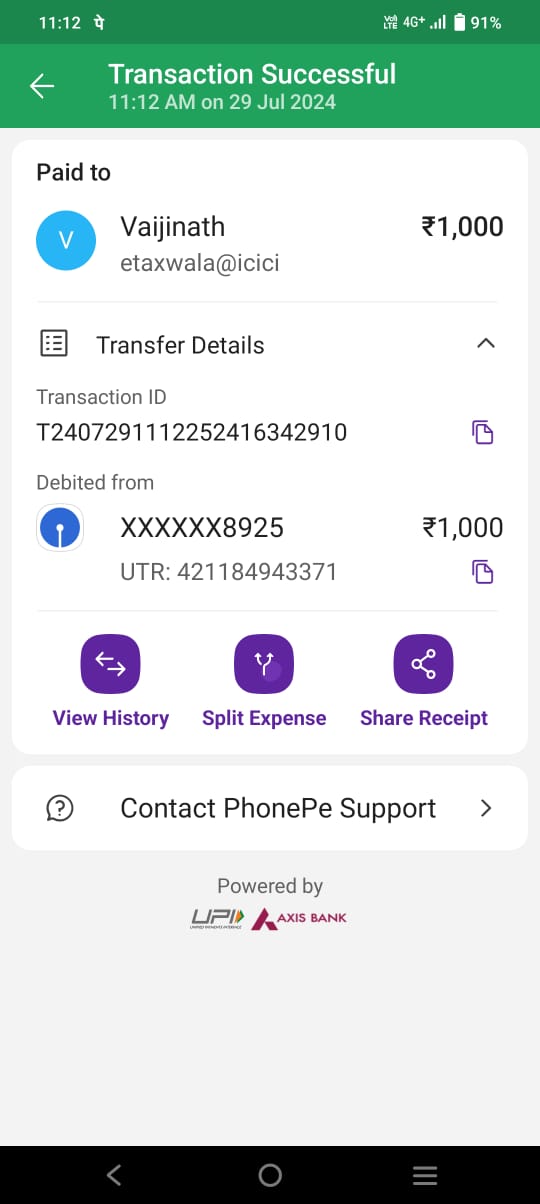 11:12 पे VoLTE 4G+ 91%
Transaction Successful
11:12 AM on 29 Jul 2024
Paid to
V Vaijinath ₹1,000
etaxwala@icici
Transfer Details
Transaction ID
T2407291112252416342910
Debited from
XXXXXX8925 ₹1,000
UTR: 421184943371
View History Split Expense Share Receipt
Contact PhonePe Support
Powered by
UPI AXIS BANK
UNIFIED PAYMENTS INTERFACE